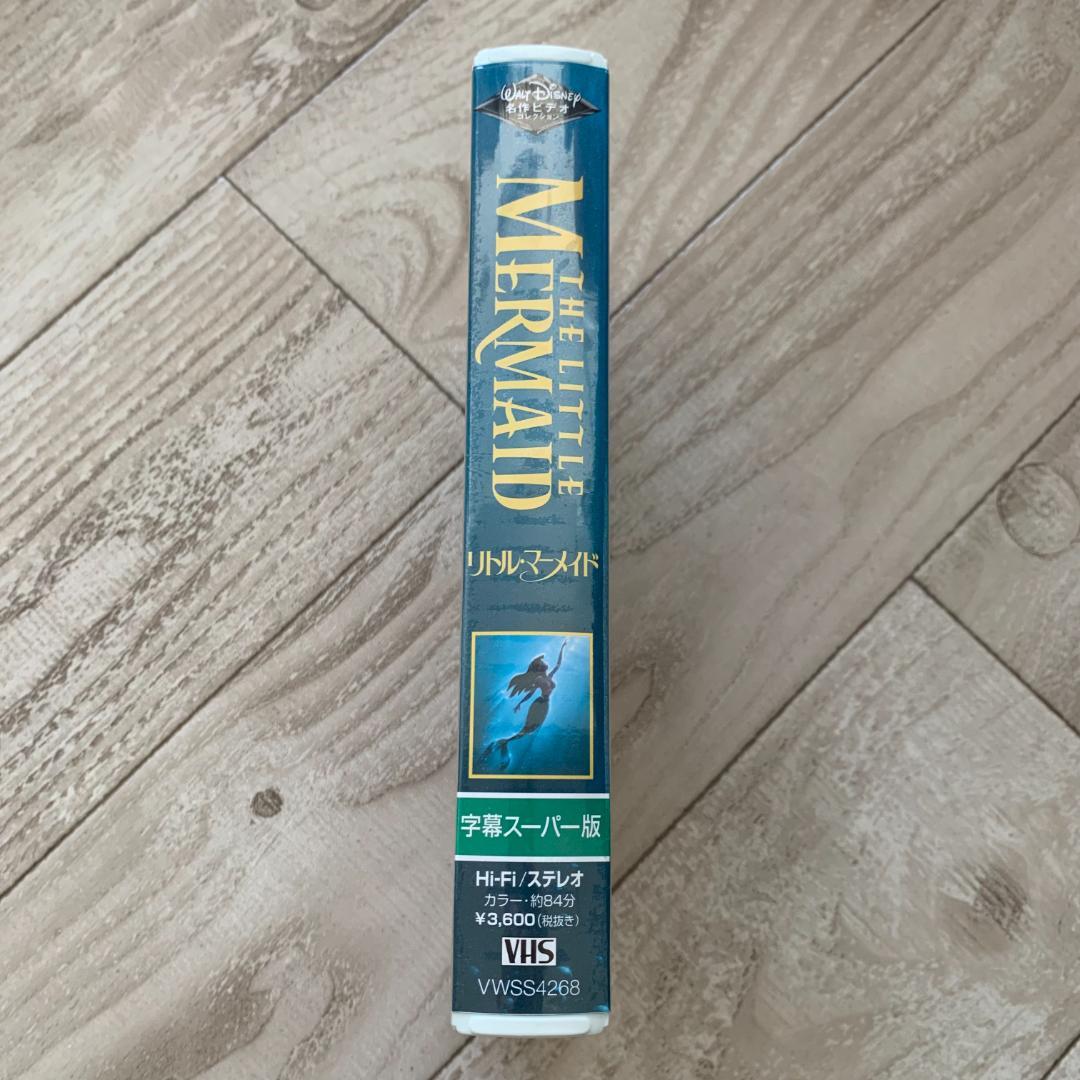 WALT DISNEY
名作ビデオ
コレクション
THE LITTLE
MERMAID
リトル・マーメイド
字幕スーパー版
Hi-Fi/ステレオ
カラー・約84分
¥3,600(税抜き)
VHS
VWSS4268